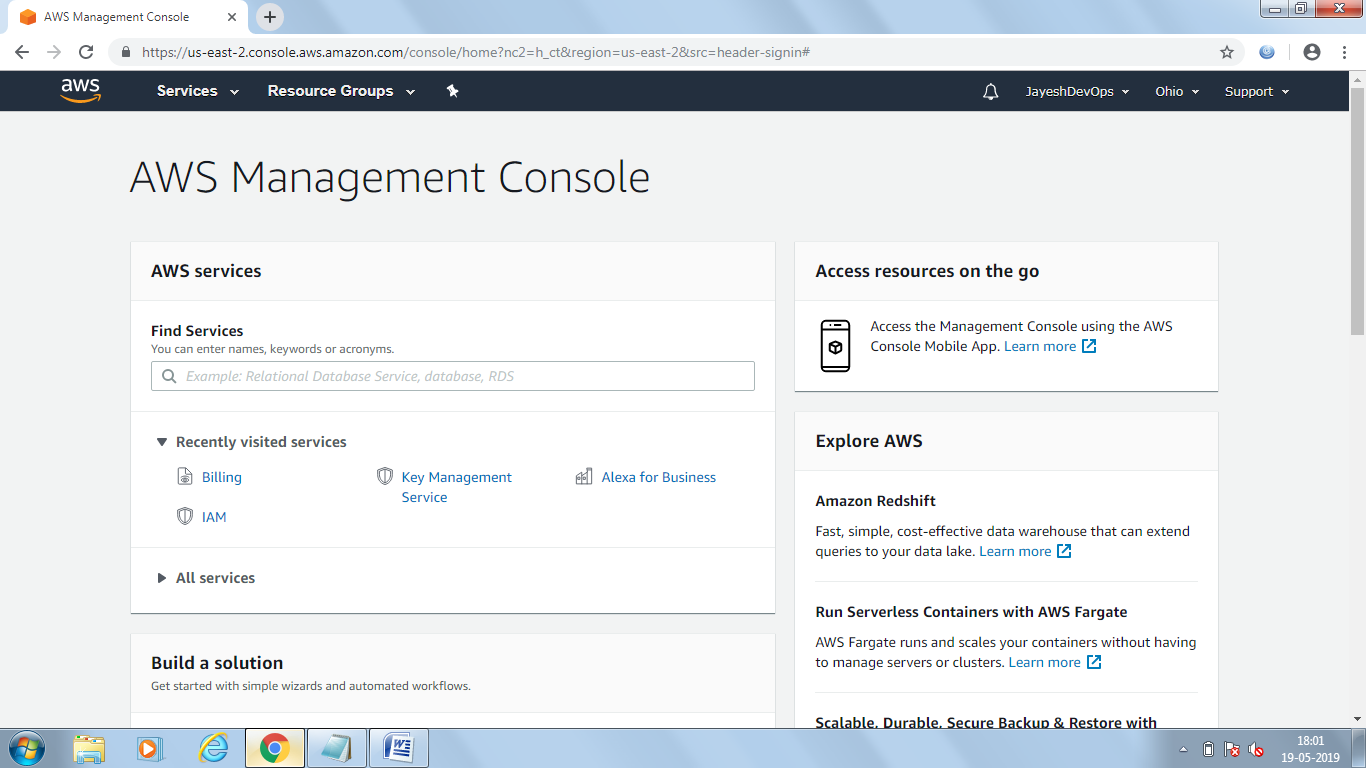 AWS Management Console
https://us-east-2.console.aws.amazon.com/console/home?nc2=h_ct&region=us-east-2&src=header-signin#
aws Services Resource Groups JayeshDevOps Ohio Support
AWS Management Console
AWS services
Find Services
You can enter names, keywords or acronyms.
Example: Relational Database Service, database, RDS
Recently visited services
Billing
Key Management
Service
Alexa for Business
IAM
All services
Build a solution
Get started with simple wizards and automated workflows.
Access resources on the go
Access the Management Console using the AWS
Console Mobile App. Learn more
Explore AWS
Amazon Redshift
Fast, simple, cost-effective data warehouse that can extend
queries to your data lake. Learn more
Run Serverless Containers with AWS Fargate
AWS Fargate runs and scales your containers without having
to manage servers or clusters. Learn more
Scalable, Durable, Secure Backup & Restore with
18:01
19-05-2019